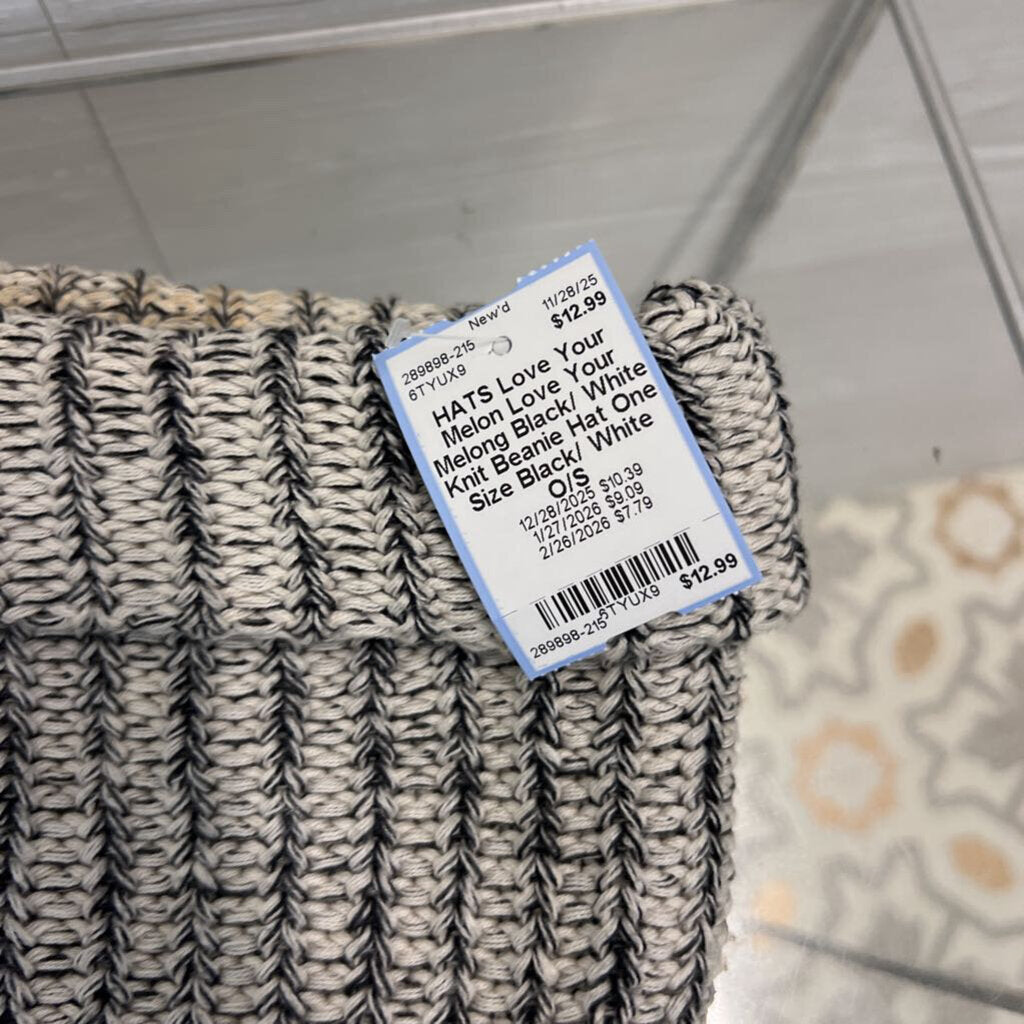 New'd 11/28/25
289898-215 $12.99
6TYUX9
HATS Love Your
Melon Love Your
Melong Black/ White
Knit Beanie Hat One
Size Black/ White
O/S
12/28/2025 $10.39
1/27/2026 $9.09
2/26/2026 $7.79
6TYUX9 $12.99
289898-215